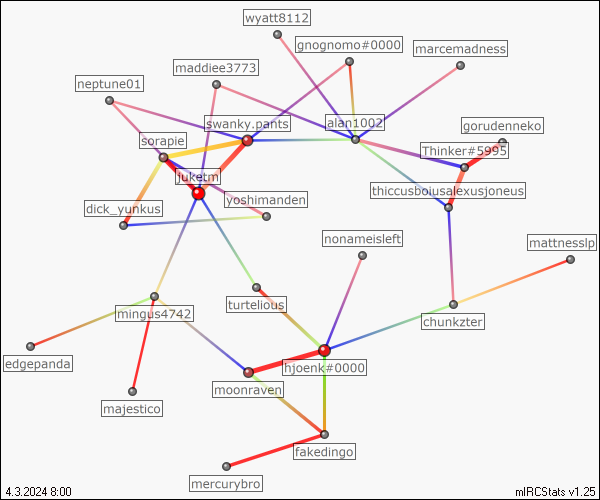 wyatt8112
gnognomo#0000
marcemadness
maddiee3773
neptune01
swanky.pants
alan1002
gorudenneko
sorapie
Thinker#5995
juketm
thiccusboiusalexusjoneus
yoshimanden
dick_yunkus
nonameisleft
mattnesslp
turtelious
mingus4742
chunkzter
edgepanda
hjoenk#0000
moonraven
majestico
fakedingo
mercurybro
4.3.2024 8:00
mIRCStats v1.25